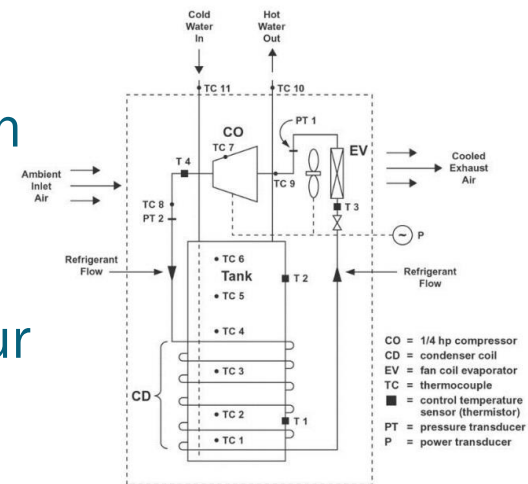 Cold
Water
In
Hot
Water
Out
TC 11
TC 10
n
PT 1
CO
TC 7
EV
T 4
TC 9
Ambient
Inlet
Air
Cooled
Exhaust
Air
TC 8
T 3
PT 2
~ P
TC 6
Refrigerant
Flow
Tank
T 2
Refrigerant
Flow
TC 5
ur
TC 4
CO = 1/4 hp compressor
CD = condenser coil
EV = fan coil evaporator
TC = thermocouple
■ = control temperature
sensor (thermistor)
PT = pressure transducer
P = power transducer
TC 3
CD
TC 2
T 1
TC 1